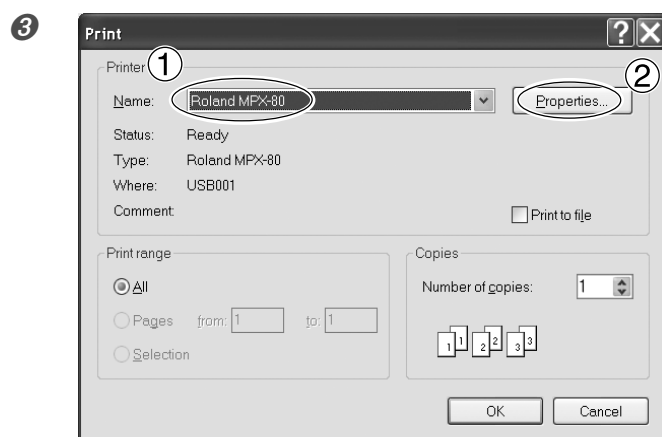 ❸
Print
Printer ①
②
Name: Roland MPX-80 Properties...
Status: Ready
Type: Roland MPX-80
Where: USB001
Comment:
Print to file
Print range
All
Pages from: 1 to: 1
Selection
Copies
Number of copies: 1
1 1 2 2 3 3
OK Cancel